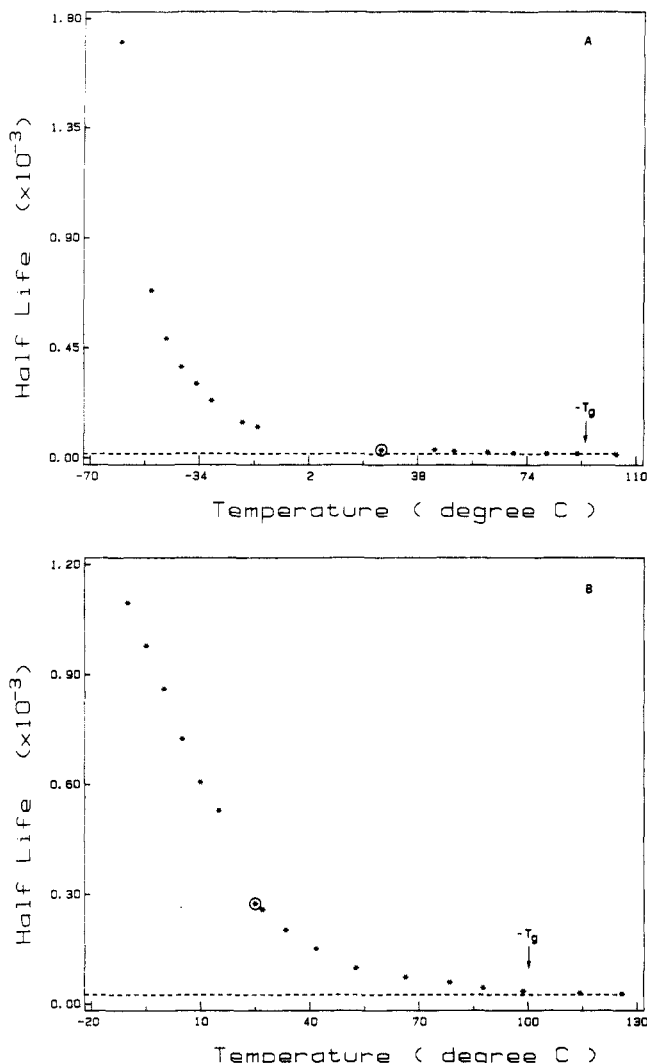 1.80
A
1.35
0.90
0.45
0.00
Half Life (x10⁻³)
-Tg
-70 -34 2 38 74 110
Temperature ( degree C )
1.20
B
0.90
0.60
0.30
0.00
Half Life (x10⁻³)
-Tg
-20 10 40 70 100 130
Temperature ( degree C )